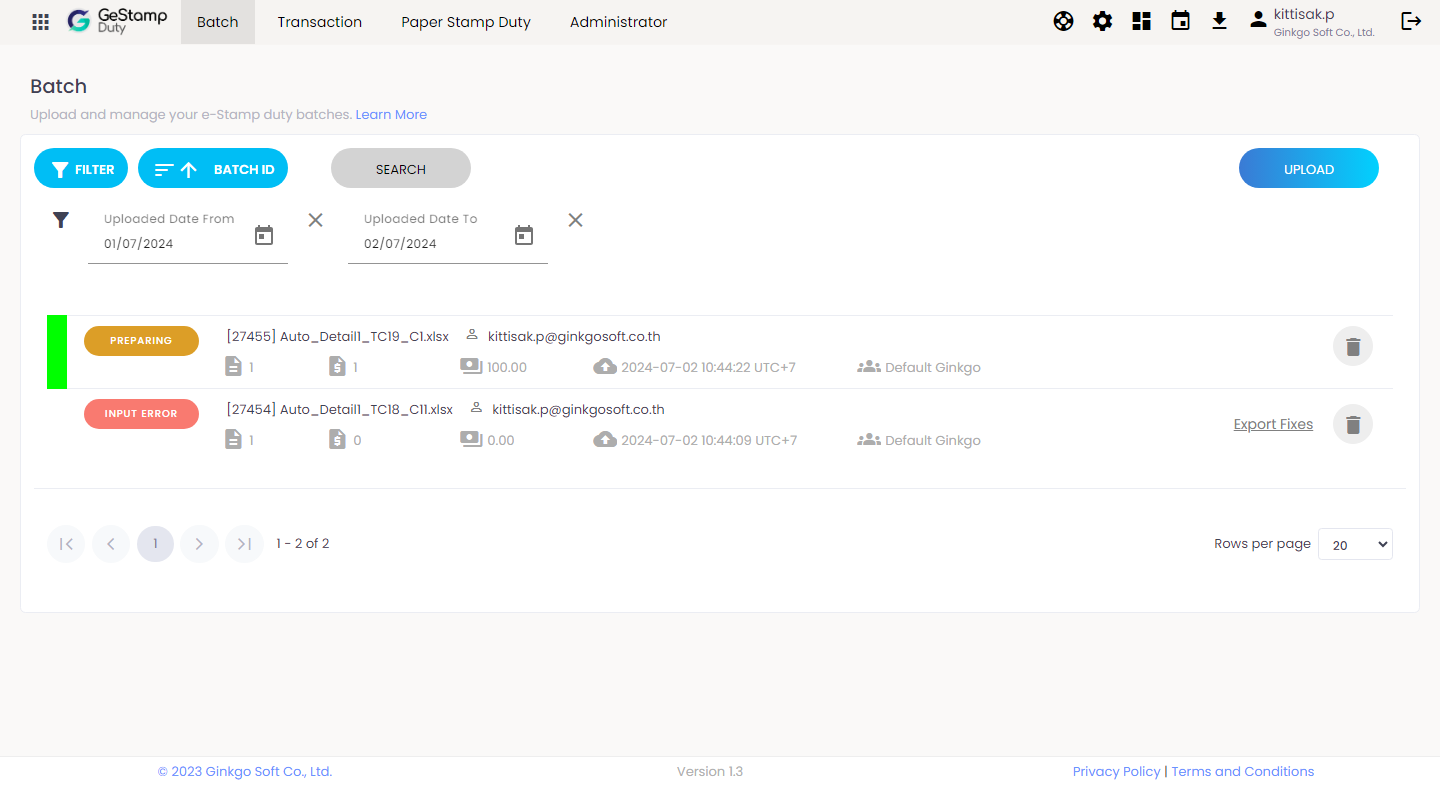 GeStamp
Duty
Batch
Transaction
Paper Stamp Duty
Administrator
kittisak.p
Ginkgo Soft Co., Ltd.
Batch
Upload and manage your e-Stamp duty batches. Learn More
FILTER
BATCH ID
SEARCH
UPLOAD
Uploaded Date From
01/07/2024
Uploaded Date To
02/07/2024
PREPARING
[27455] Auto_Detail1_TC19_C1.xlsx kittisak.p@ginkgosoft.co.th
1 1 100.00 2024-07-02 10:44:22 UTC+7 Default Ginkgo
INPUT ERROR
[27454] Auto_Detail1_TC18_C11.xlsx kittisak.p@ginkgosoft.co.th
1 0 0.00 2024-07-02 10:44:09 UTC+7 Default Ginkgo
Export Fixes
1
1 - 2 of 2
Rows per page 20
© 2023 Ginkgo Soft Co., Ltd.
Version 1.3
Privacy Policy | Terms and Conditions